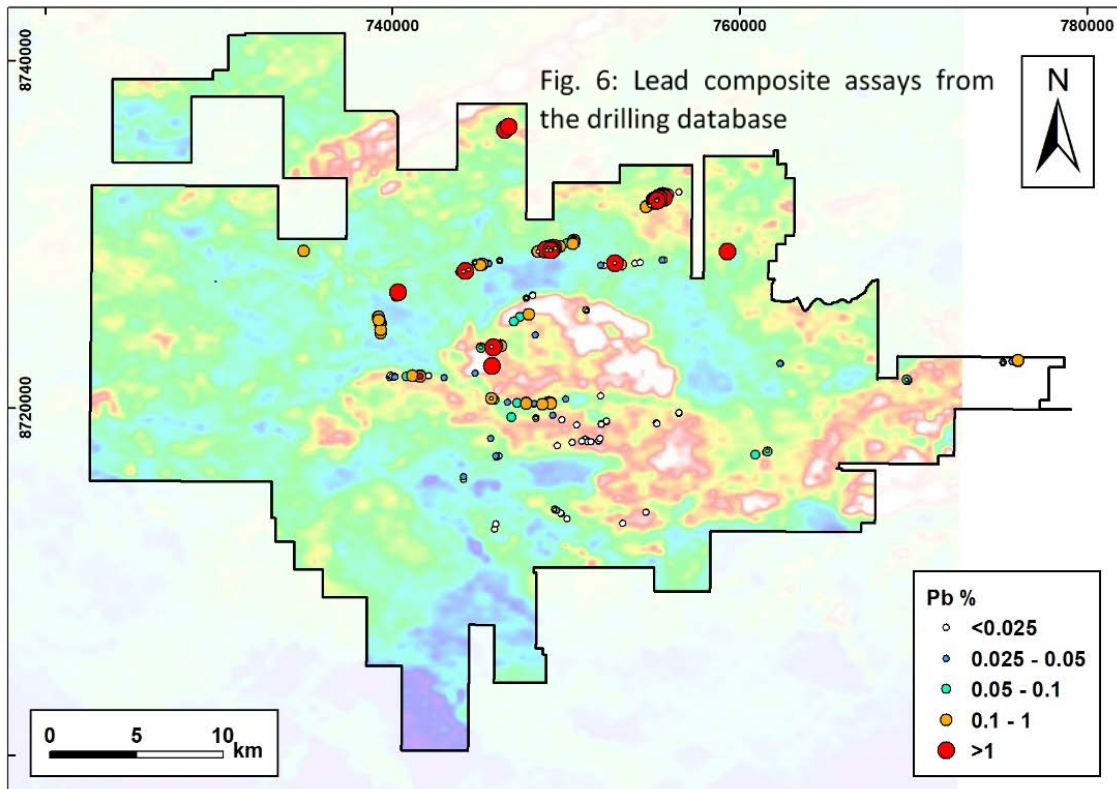 740000
760000
780000
8740000
Fig. 6: Lead composite assays from
the drilling database
N
8720000
Pb %
<0.025
0.025 - 0.05
0.05 - 0.1
0.1 - 1
>1
0 5 10
km